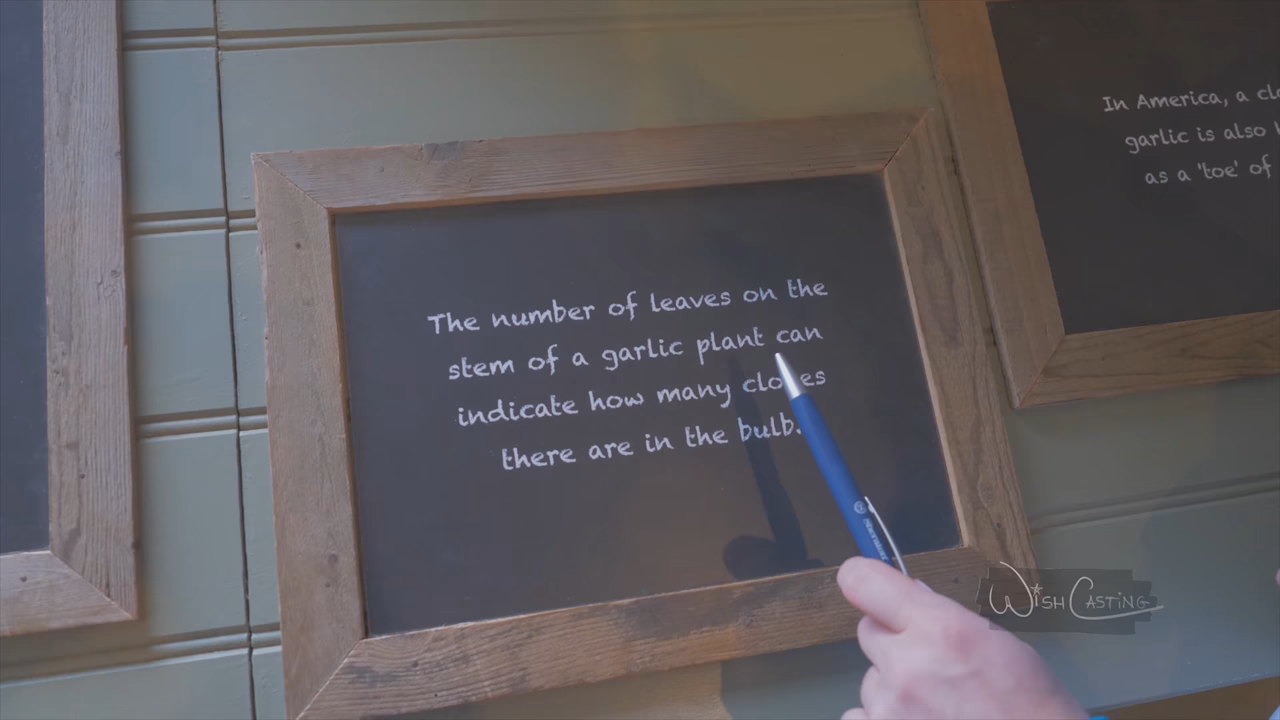 The number of leaves on the
stem of a garlic plant can
indicate how many cloves
there are in the bulb.
In America, a
garlic is also
as a 'toe' of
WishCasting